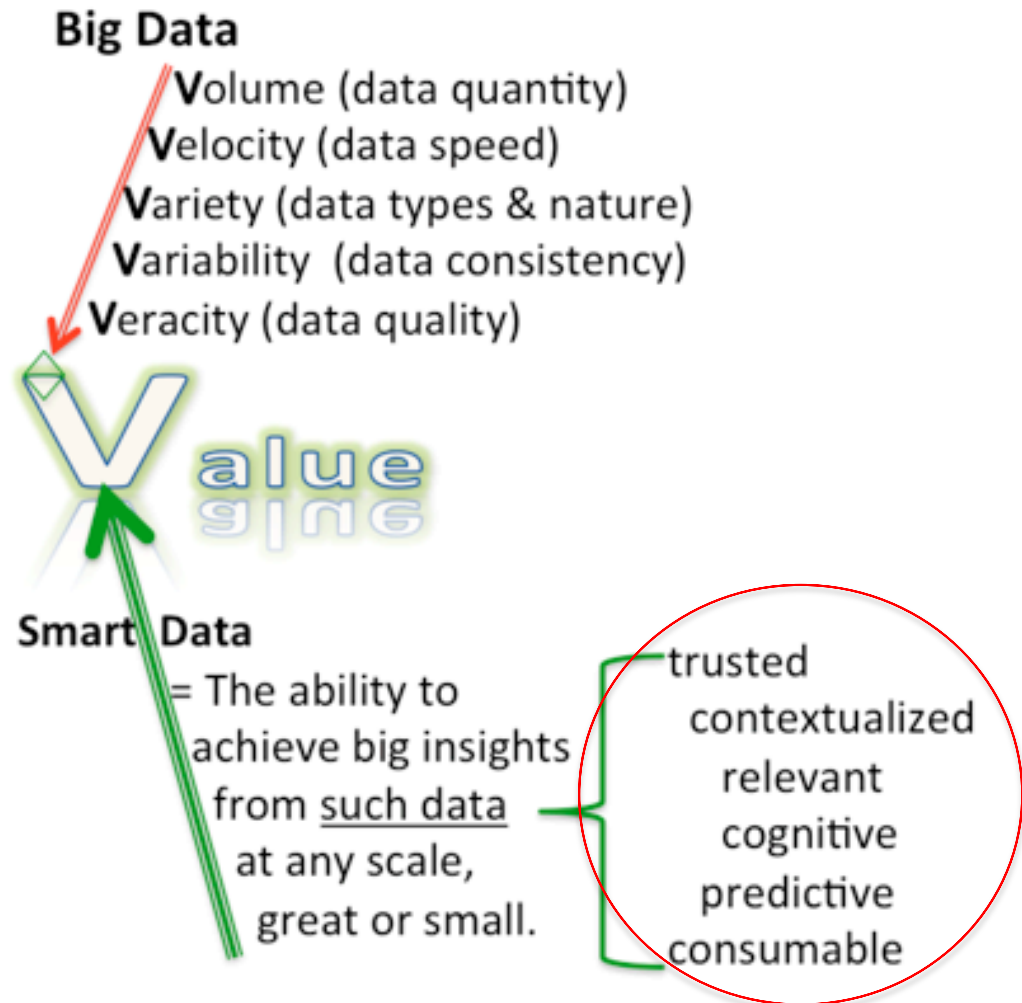 Big Data
Volume (data quantity)
Velocity (data speed)
Variety (data types & nature)
Variability (data consistency)
Veracity (data quality)
Value
Smart Data
= The ability to
achieve big insights
from such data
at any scale,
great or small.
trusted
contextualized
relevant
cognitive
predictive
consumable